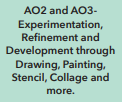 AO2 and AO3-
Experimentation,
Refinement and
Development through
Drawing, Painting,
Stencil, Collage and
more.